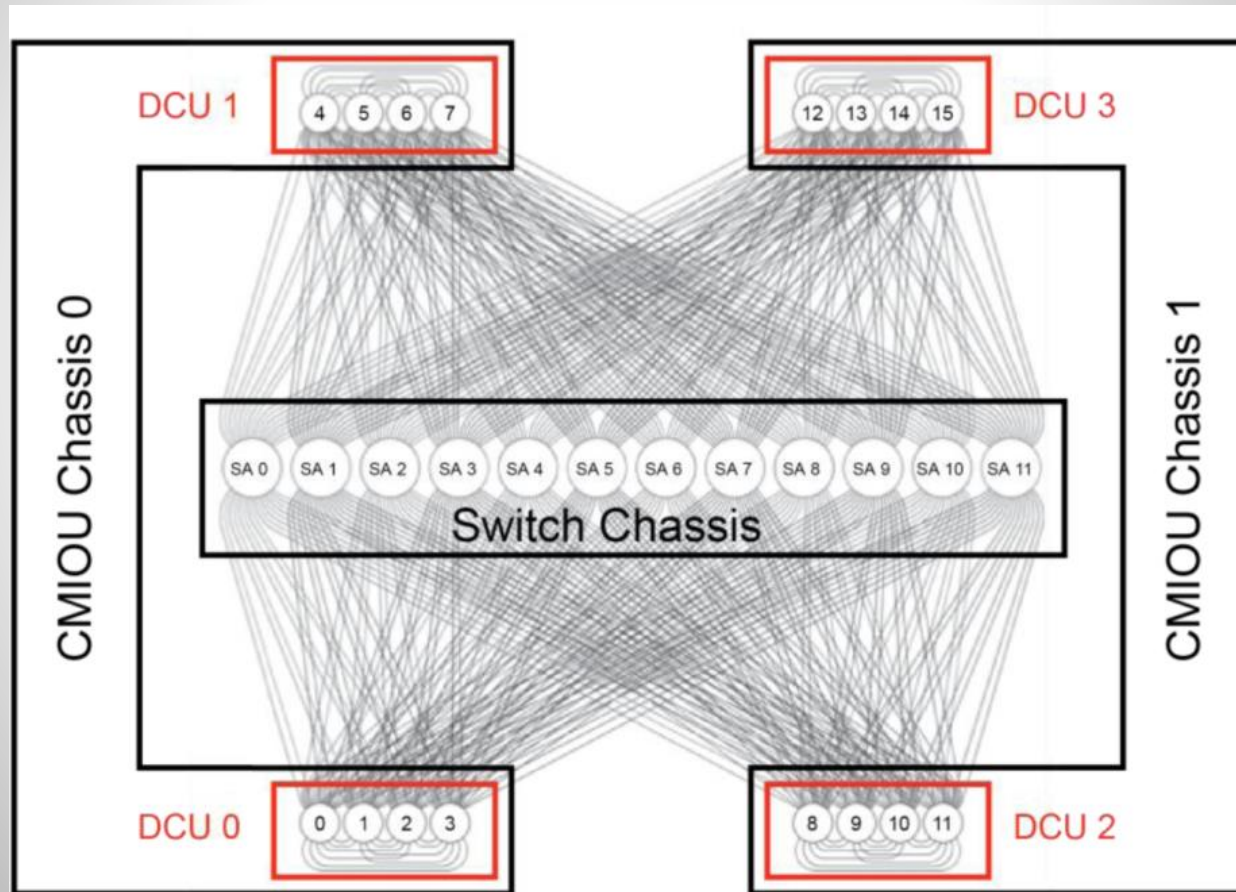 DCU 1
4 5 6 7
12 13 14 15
DCU 3
CMIOU Chassis 0
CMIOU Chassis 1
SA 0 SA 1 SA 2 SA 3 SA 4 SA 5 SA 6 SA 7 SA 8 SA 9 SA 10 SA 11
Switch Chassis
DCU 0
0 1 2 3
8 9 10 11
DCU 2